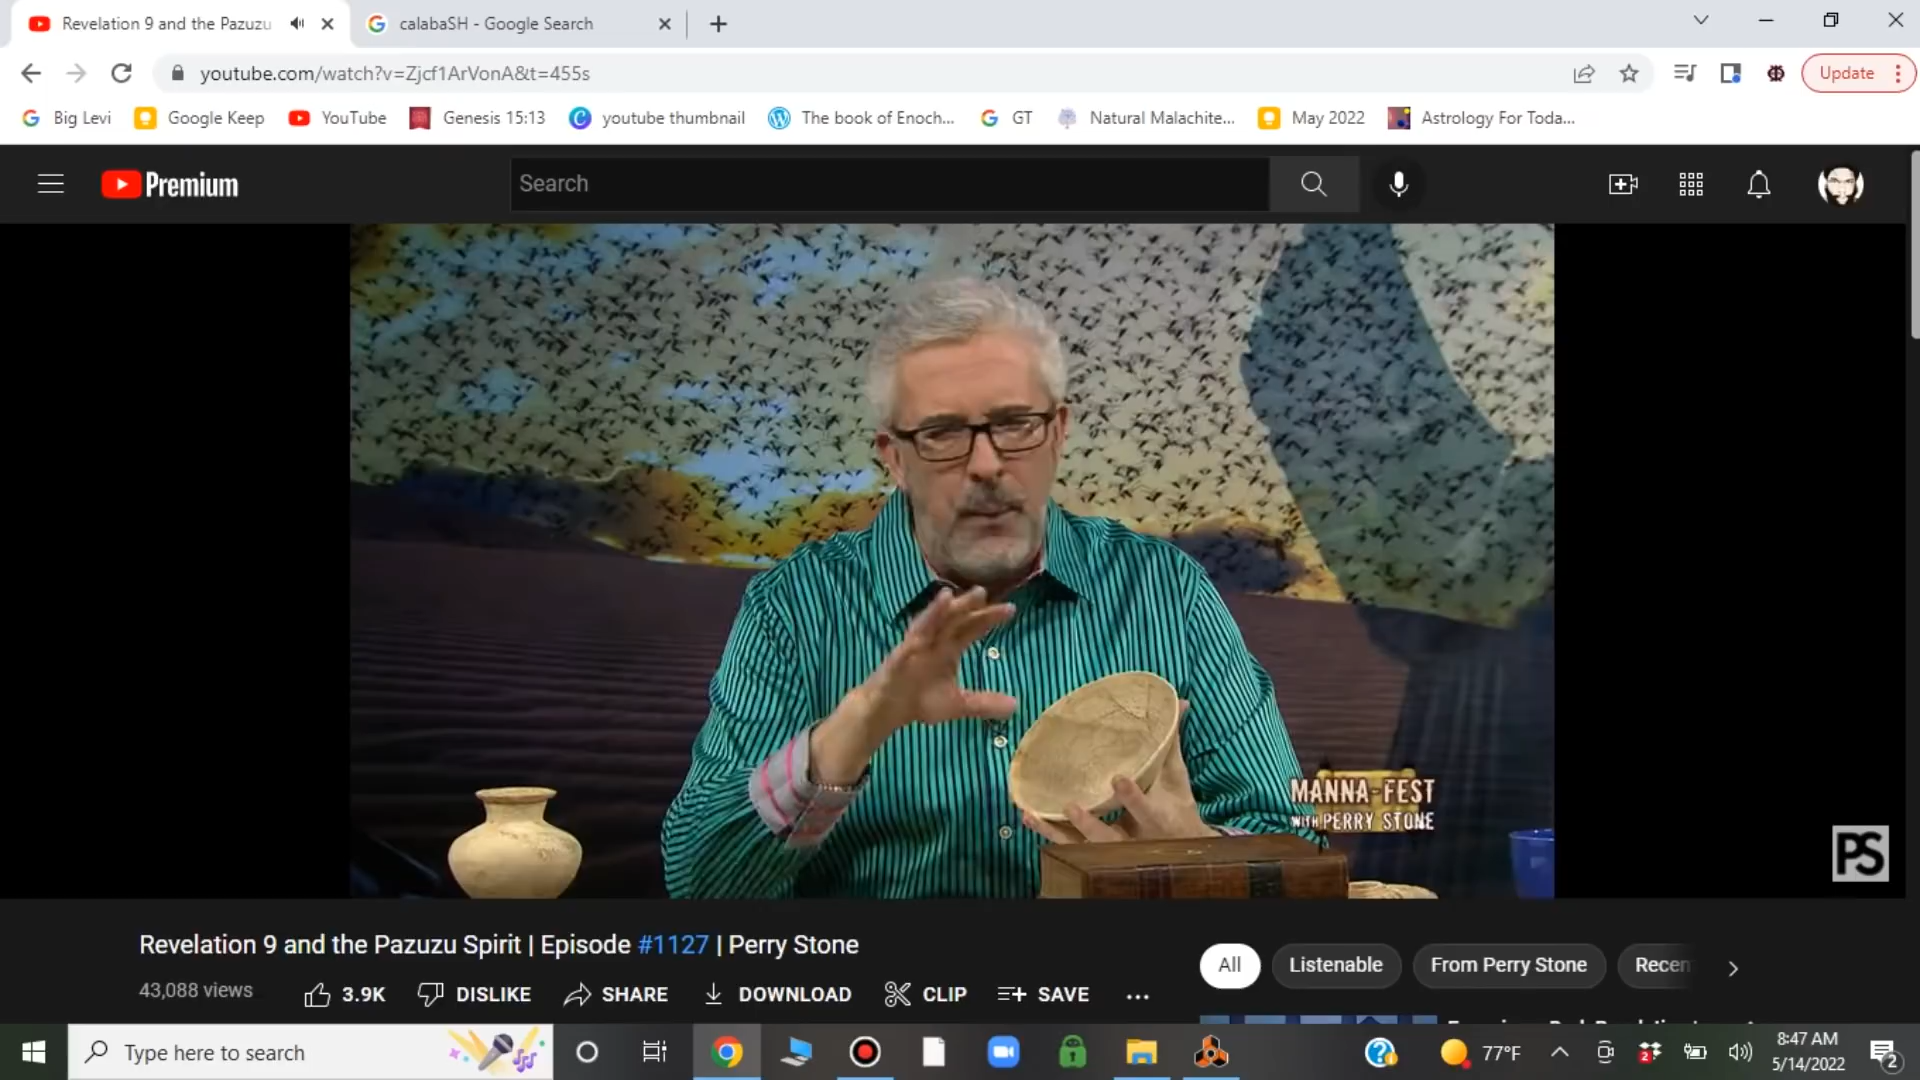 Revelation 9 and the Pazuzu
calabaSH - Google Search
youtube.com/watch?v=Zjcf1ArVonA&t=455s
Update
Big Levi
Google Keep
YouTube
Genesis 15:13
youtube thumbnail
The book of Enoch...
GT
Natural Malachite...
May 2022
Astrology For Toda...
Premium
Search
MANNA-FEST
WITH PERRY STONE
PS
Revelation 9 and the Pazuzu Spirit | Episode #1127 | Perry Stone
43,088 views
3.9K
DISLIKE
SHARE
DOWNLOAD
CLIP
SAVE
All
Listenable
From Perry Stone
Recen
Type here to search
2
77°F
8:47 AM
5/14/2022
2